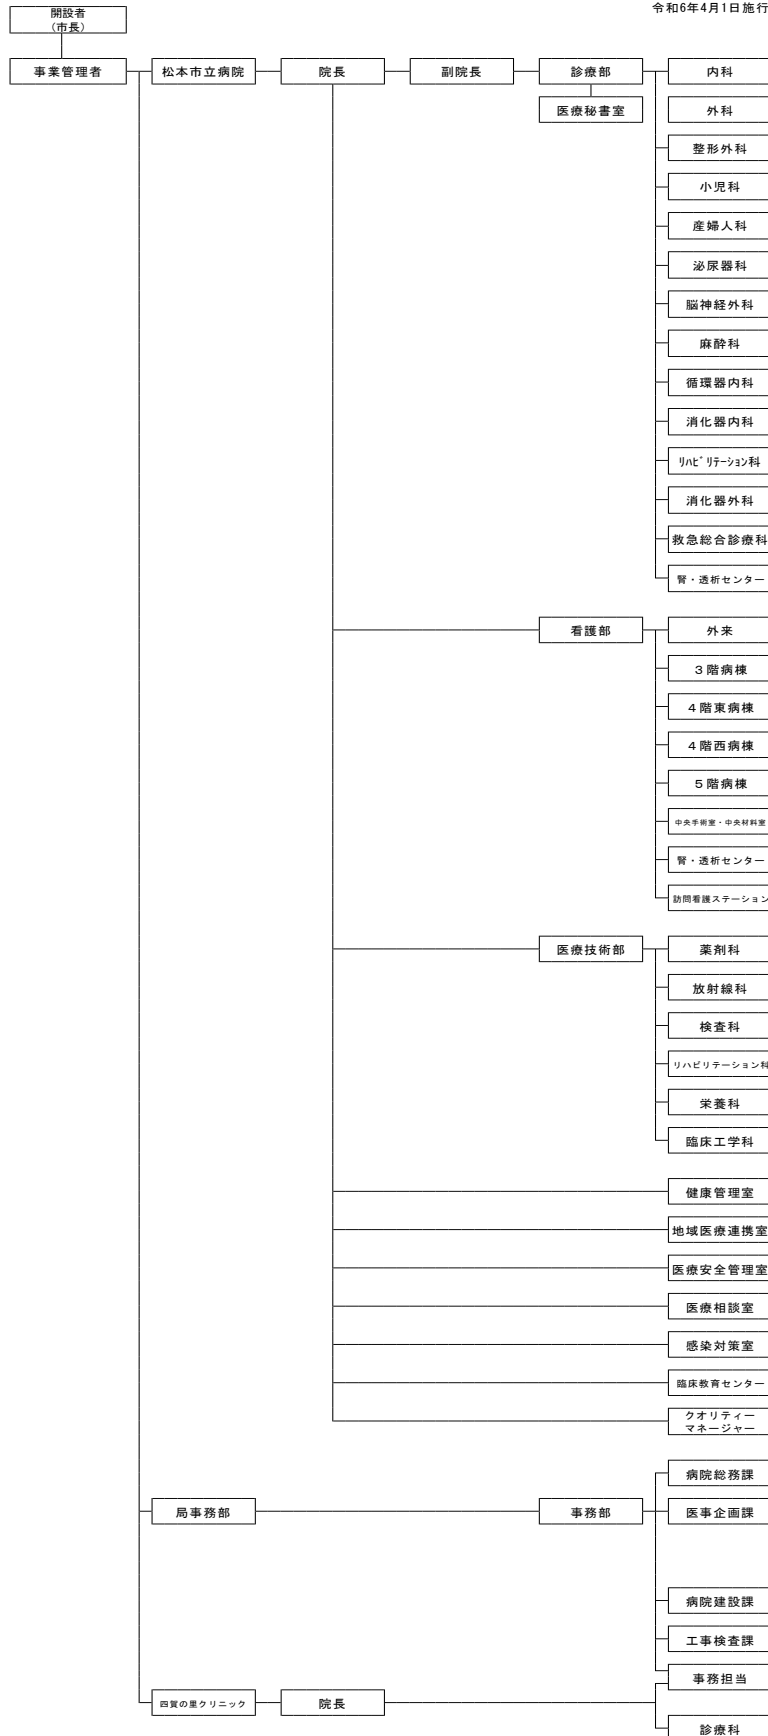 令和6年4月1日施行
開設者
(市長)
事業管理者
松本市立病院
院長
副院長
診療部
内科
医療秘書室
外科
整形外科
小児科
産婦人科
泌尿器科
脳神経外科
麻酔科
循環器内科
消化器内科
ﾘﾊﾋﾞﾘﾃｰｼｮﾝ科
消化器外科
救急総合診療科
腎・透析センター
看護部
外来
3階病棟
4階東病棟
4階西病棟
5階病棟
中央手術室・中央材料室
腎・透析センター
訪問看護ステーション
医療技術部
薬剤科
放射線科
検査科
リハビリテーション科
栄養科
臨床工学科
健康管理室
地域医療連携室
医療安全管理室
医療相談室
感染対策室
臨床教育センター
クオリティー
マネージャー
病院総務課
局事務部
事務部
医事企画課
病院建設課
工事検査課
事務担当
四賀の里クリニック
院長
診療科